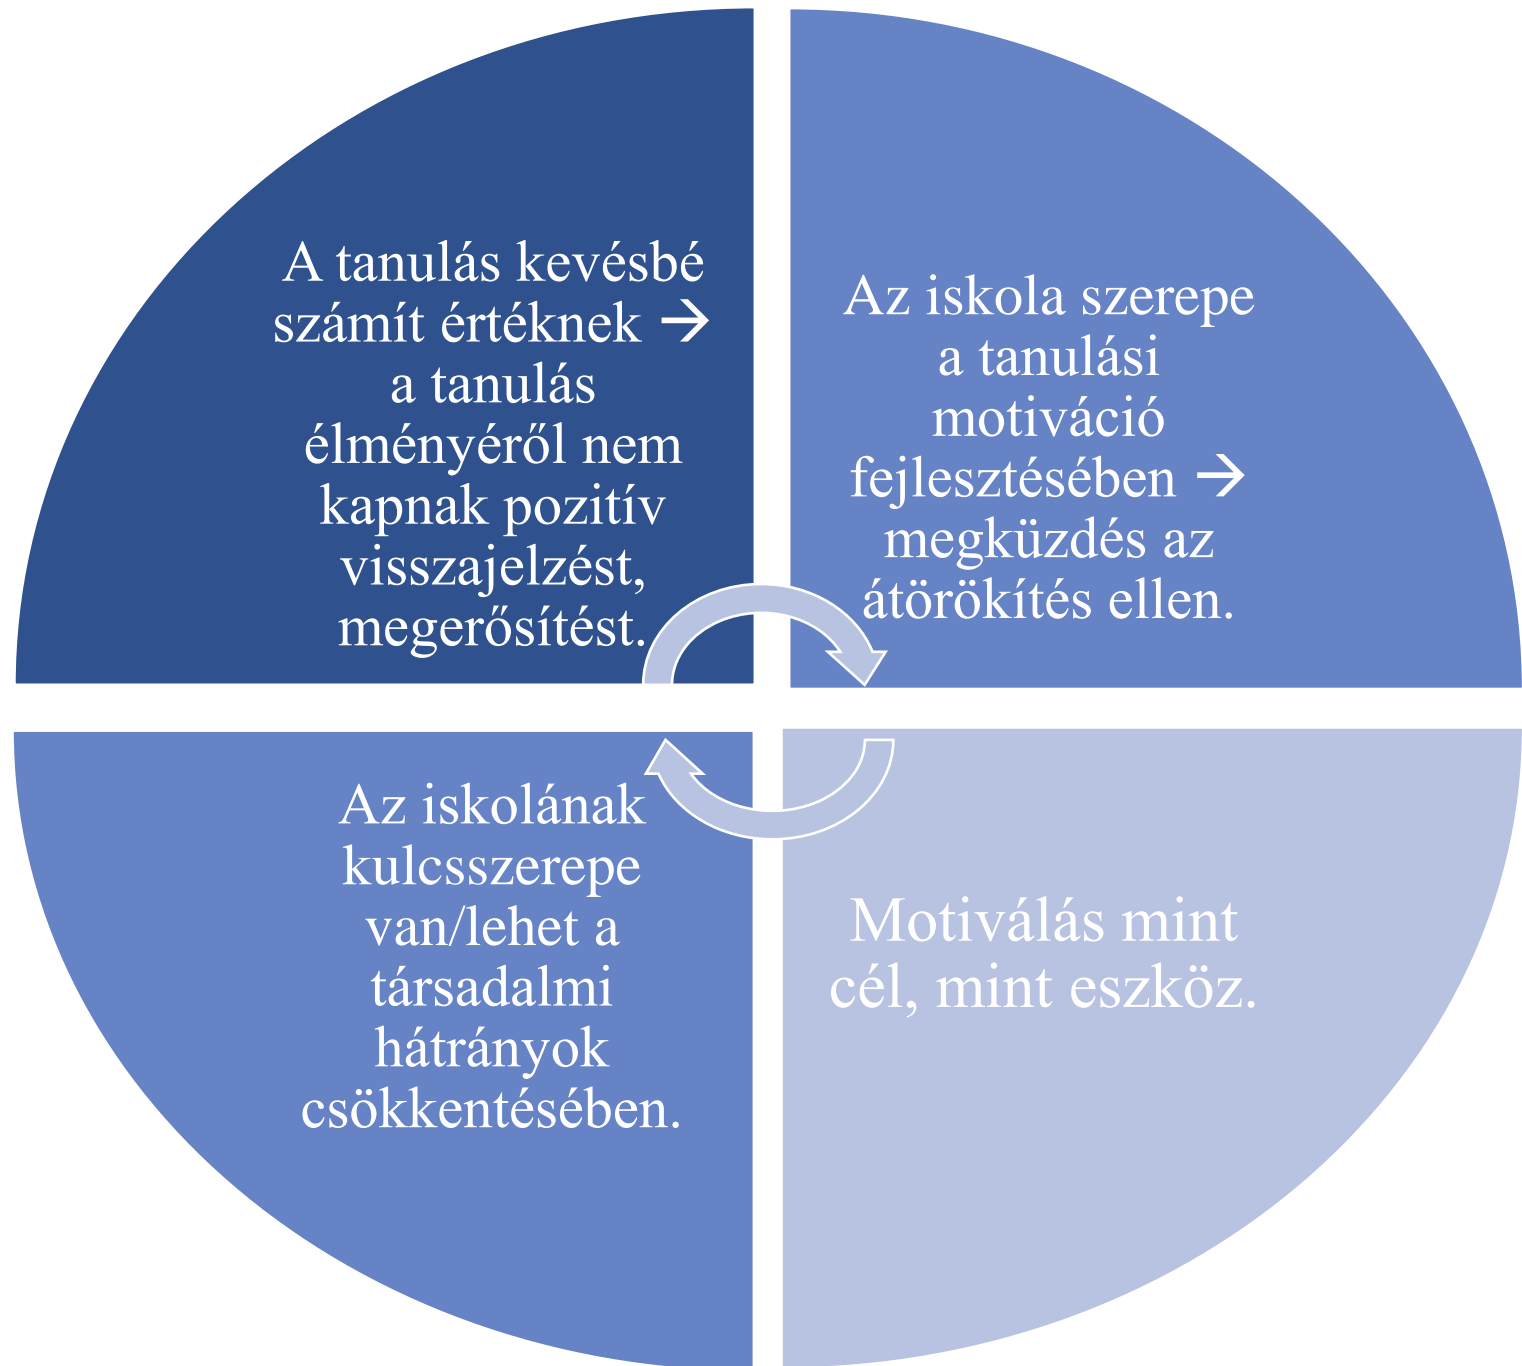 A tanulás kevésbé
számít értéknek →
a tanulás
élményéről nem
kapnak pozitív
visszajelzést,
megerősítést.
Az iskola szerepe
a tanulási
motiváció
fejlesztésében →
megküzdés az
átörökítés ellen.
Az iskolának
kulcsszerepe
van/lehet a
társadalmi
hátrányok
csökkentésében.
Motiválás mint
cél, mint eszköz.